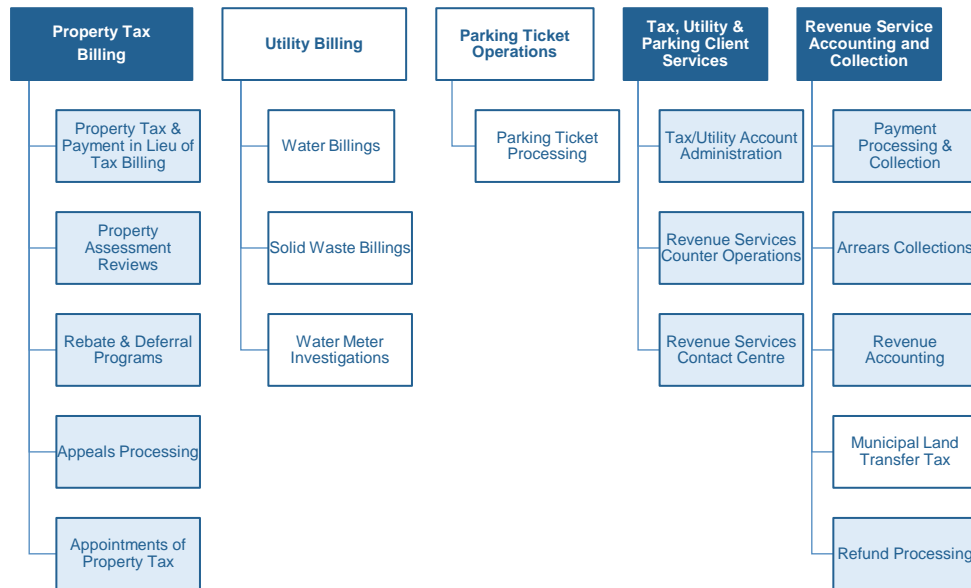 Property Tax
Billing
Property Tax &
Payment in Lieu of
Tax Billing
Property
Assessment
Reviews
Rebate & Deferral
Programs
Appeals Processing
Appointments of
Property Tax
Utility Billing
Water Billings
Solid Waste Billings
Water Meter
Investigations
Parking Ticket
Operations
Parking Ticket
Processing
Tax, Utility &
Parking Client
Services
Tax/Utility Account
Administration
Revenue Services
Counter Operations
Revenue Services
Contact Centre
Revenue Service
Accounting and
Collection
Payment
Processing &
Collection
Arrears Collections
Revenue
Accounting
Municipal Land
Transfer Tax
Refund Processing